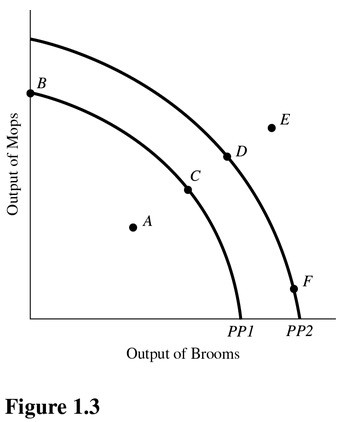 B
E
D
C
A
F
Output of Mops
PP1 PP2
Output of Brooms
Figure 1.3